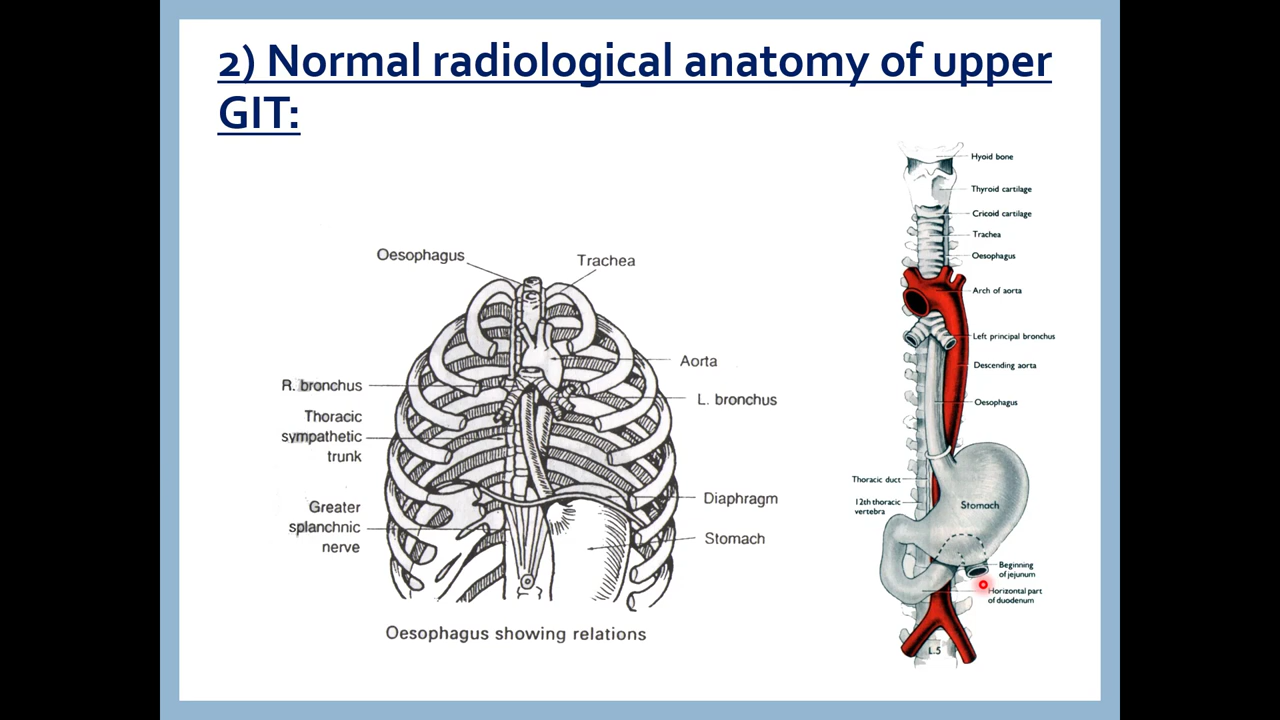 2) Normal radiological anatomy of upper
GIT:
Oesophagus
Trachea
Aorta
R. bronchus
L. bronchus
Thoracic
sympathetic
trunk
Diaphragm
Greater
splanchnic
nerve
Stomach
Oesophagus showing relations
Hyoid bone
Thyroid cartilage
Cricoid cartilage
Trachea
Oesophagus
Arch of aorta
Left principal bronchus
Descending aorta
Oesophagus
Thoracic duct
12th thoracic
vertebra
Stomach
Beginning
of jejunum
Horizontal part
of duodenum
L.5